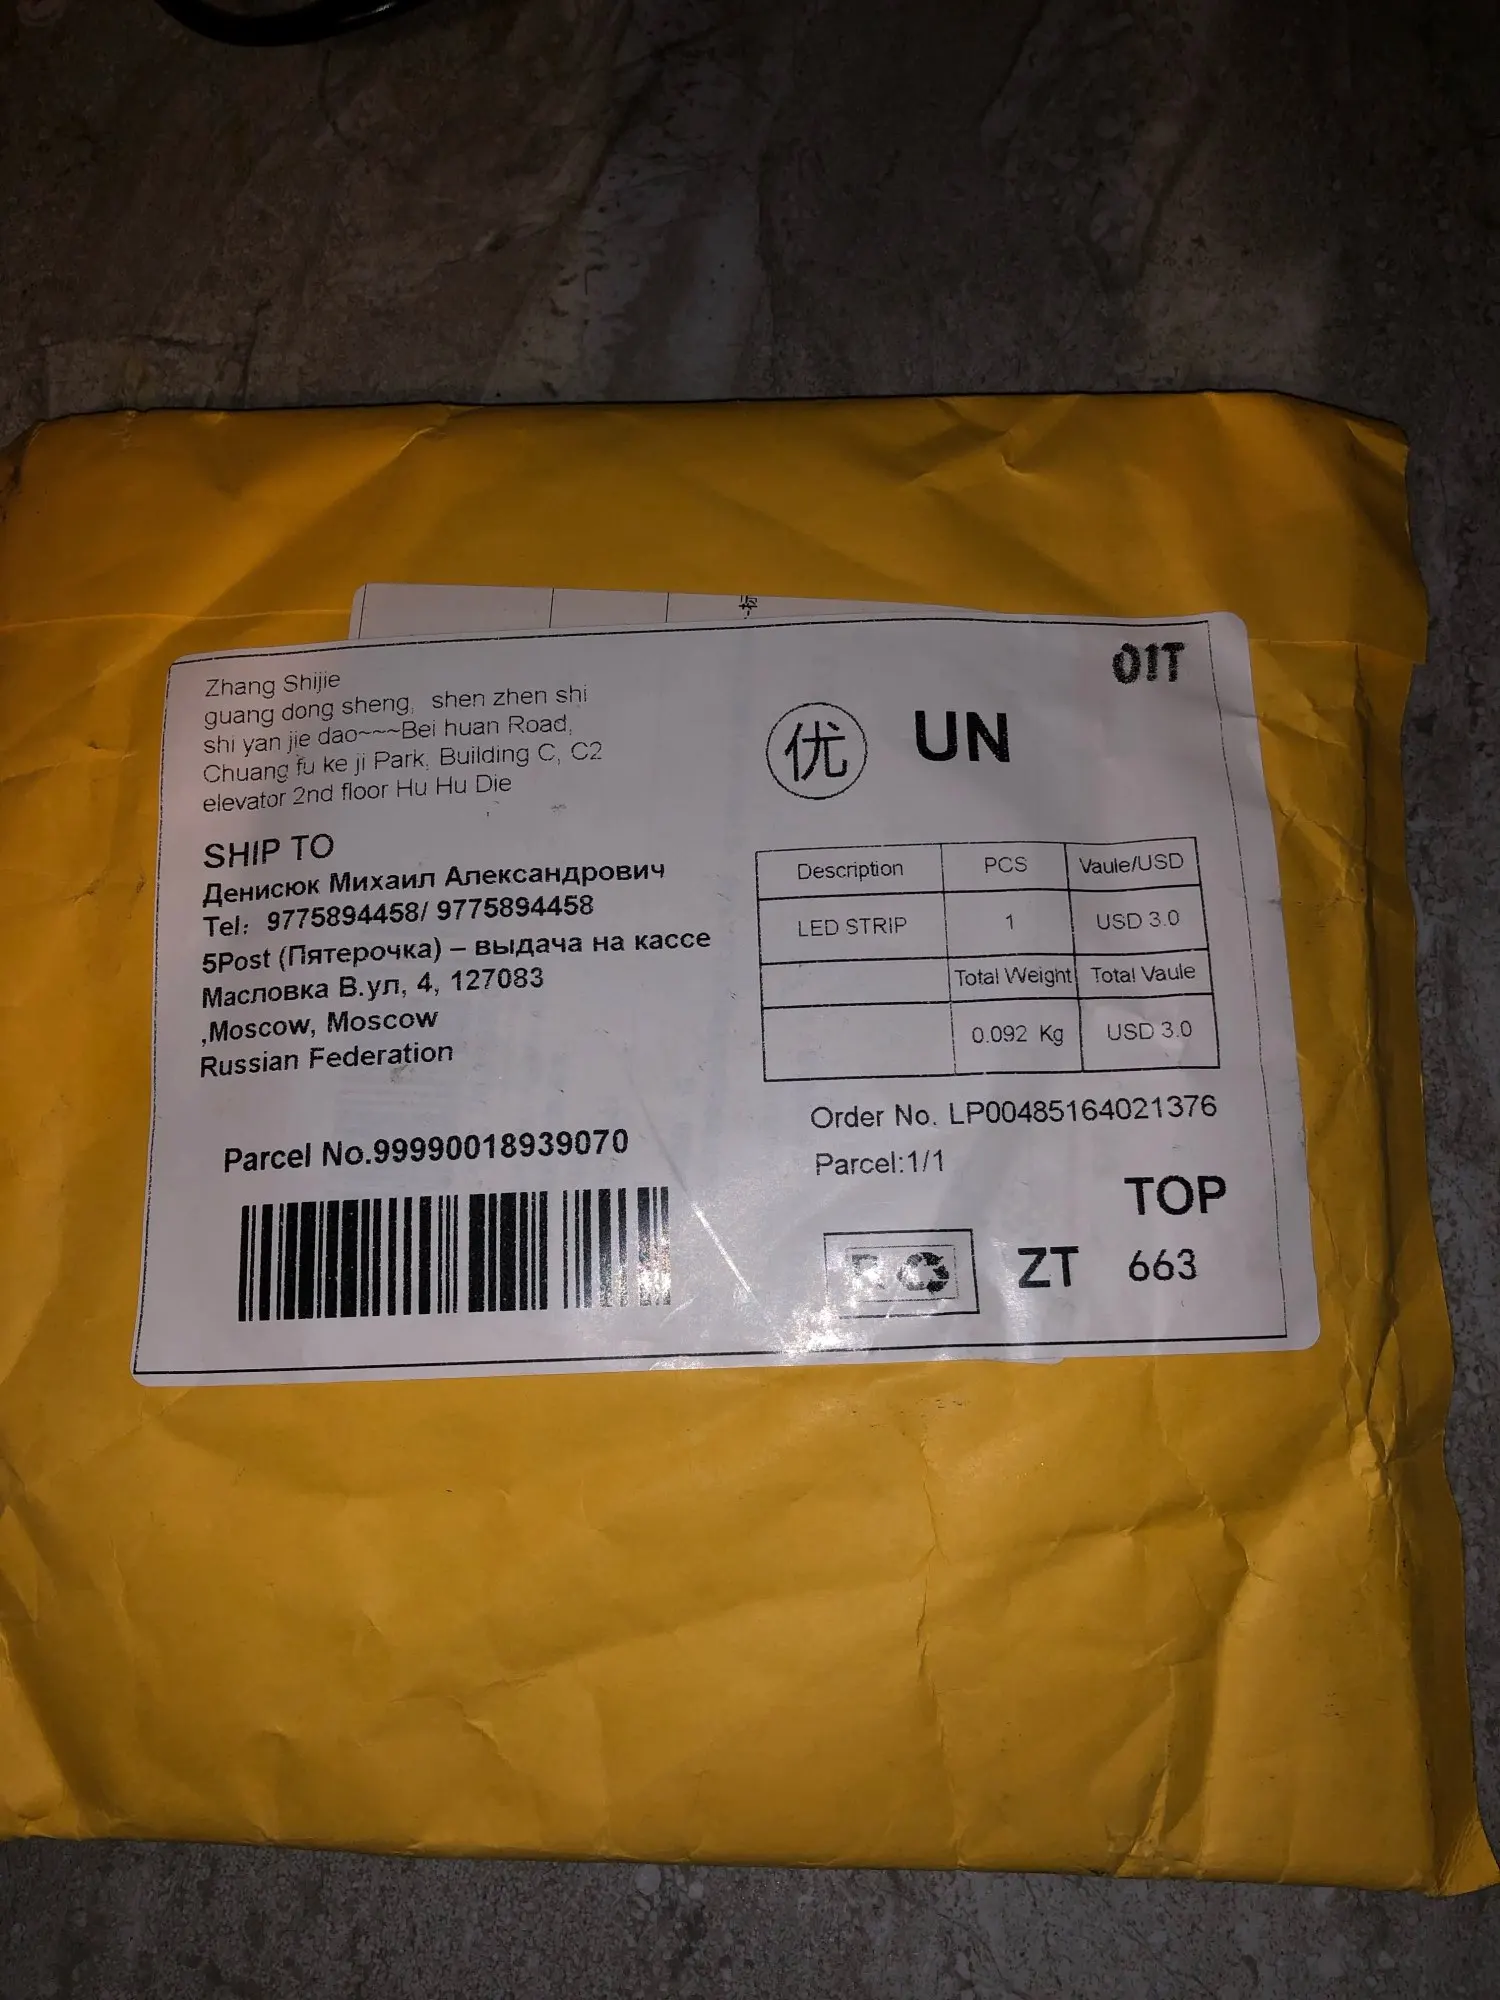 Zhang Shijie
guang dong sheng, shen zhen shi
shi yan jie dao~~~Bei huan Road,
Chuang fu ke ji Park, Building C, C2
elevator 2nd floor Hu Hu Die
SHIP TO
Денисюк Михаил Александрович
Tel: 9775894458/ 9775894458
5Post (Пятерочка) – выдача на кассе
Масловка В.ул, 4, 127083
,Moscow, Moscow
Russian Federation
Parcel No.99990018939070
01T
优 UN
Description PCS Vaule/USD
LED STRIP 1 USD 3.0
Total Weight Total Vaule
0.092 Kg USD 3.0
Order No. LP00485164021376
Parcel:1/1
TOP
R ZT 663